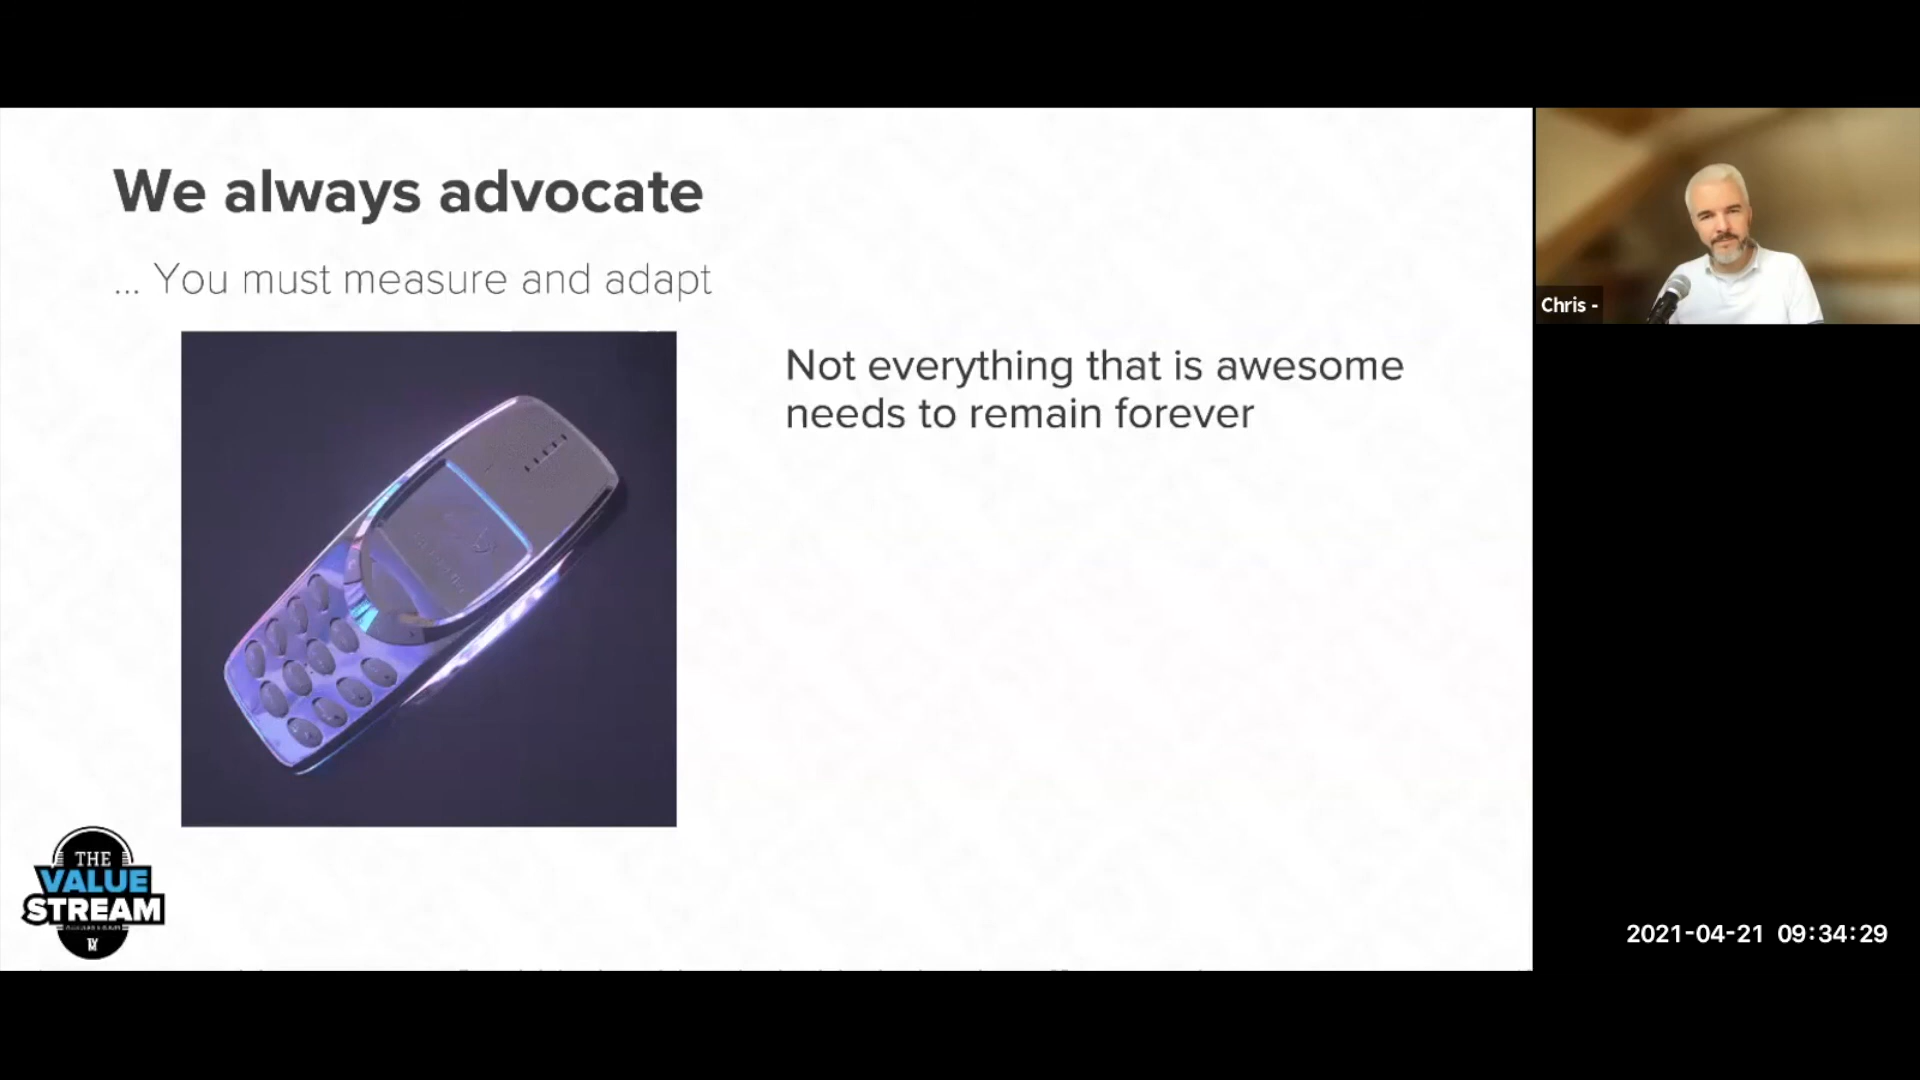 We always advocate
... You must measure and adapt
Not everything that is awesome
needs to remain forever
Chris -
THE
VALUE
STREAM
2021-04-21 09:34:29